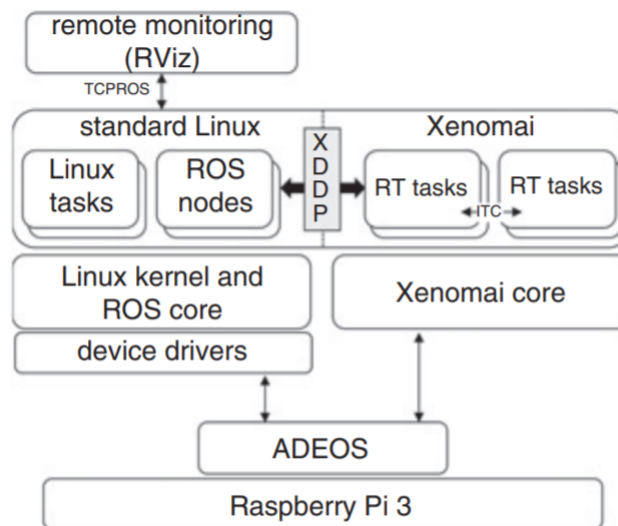 remote monitoring
(RViz)
TCPROS
standard Linux
Xenomai
Linux
tasks
ROS
nodes
X
D
D
P
RT tasks
ITC
RT tasks
Linux kernel and
ROS core
Xenomai core
device drivers
ADEOS
Raspberry Pi 3